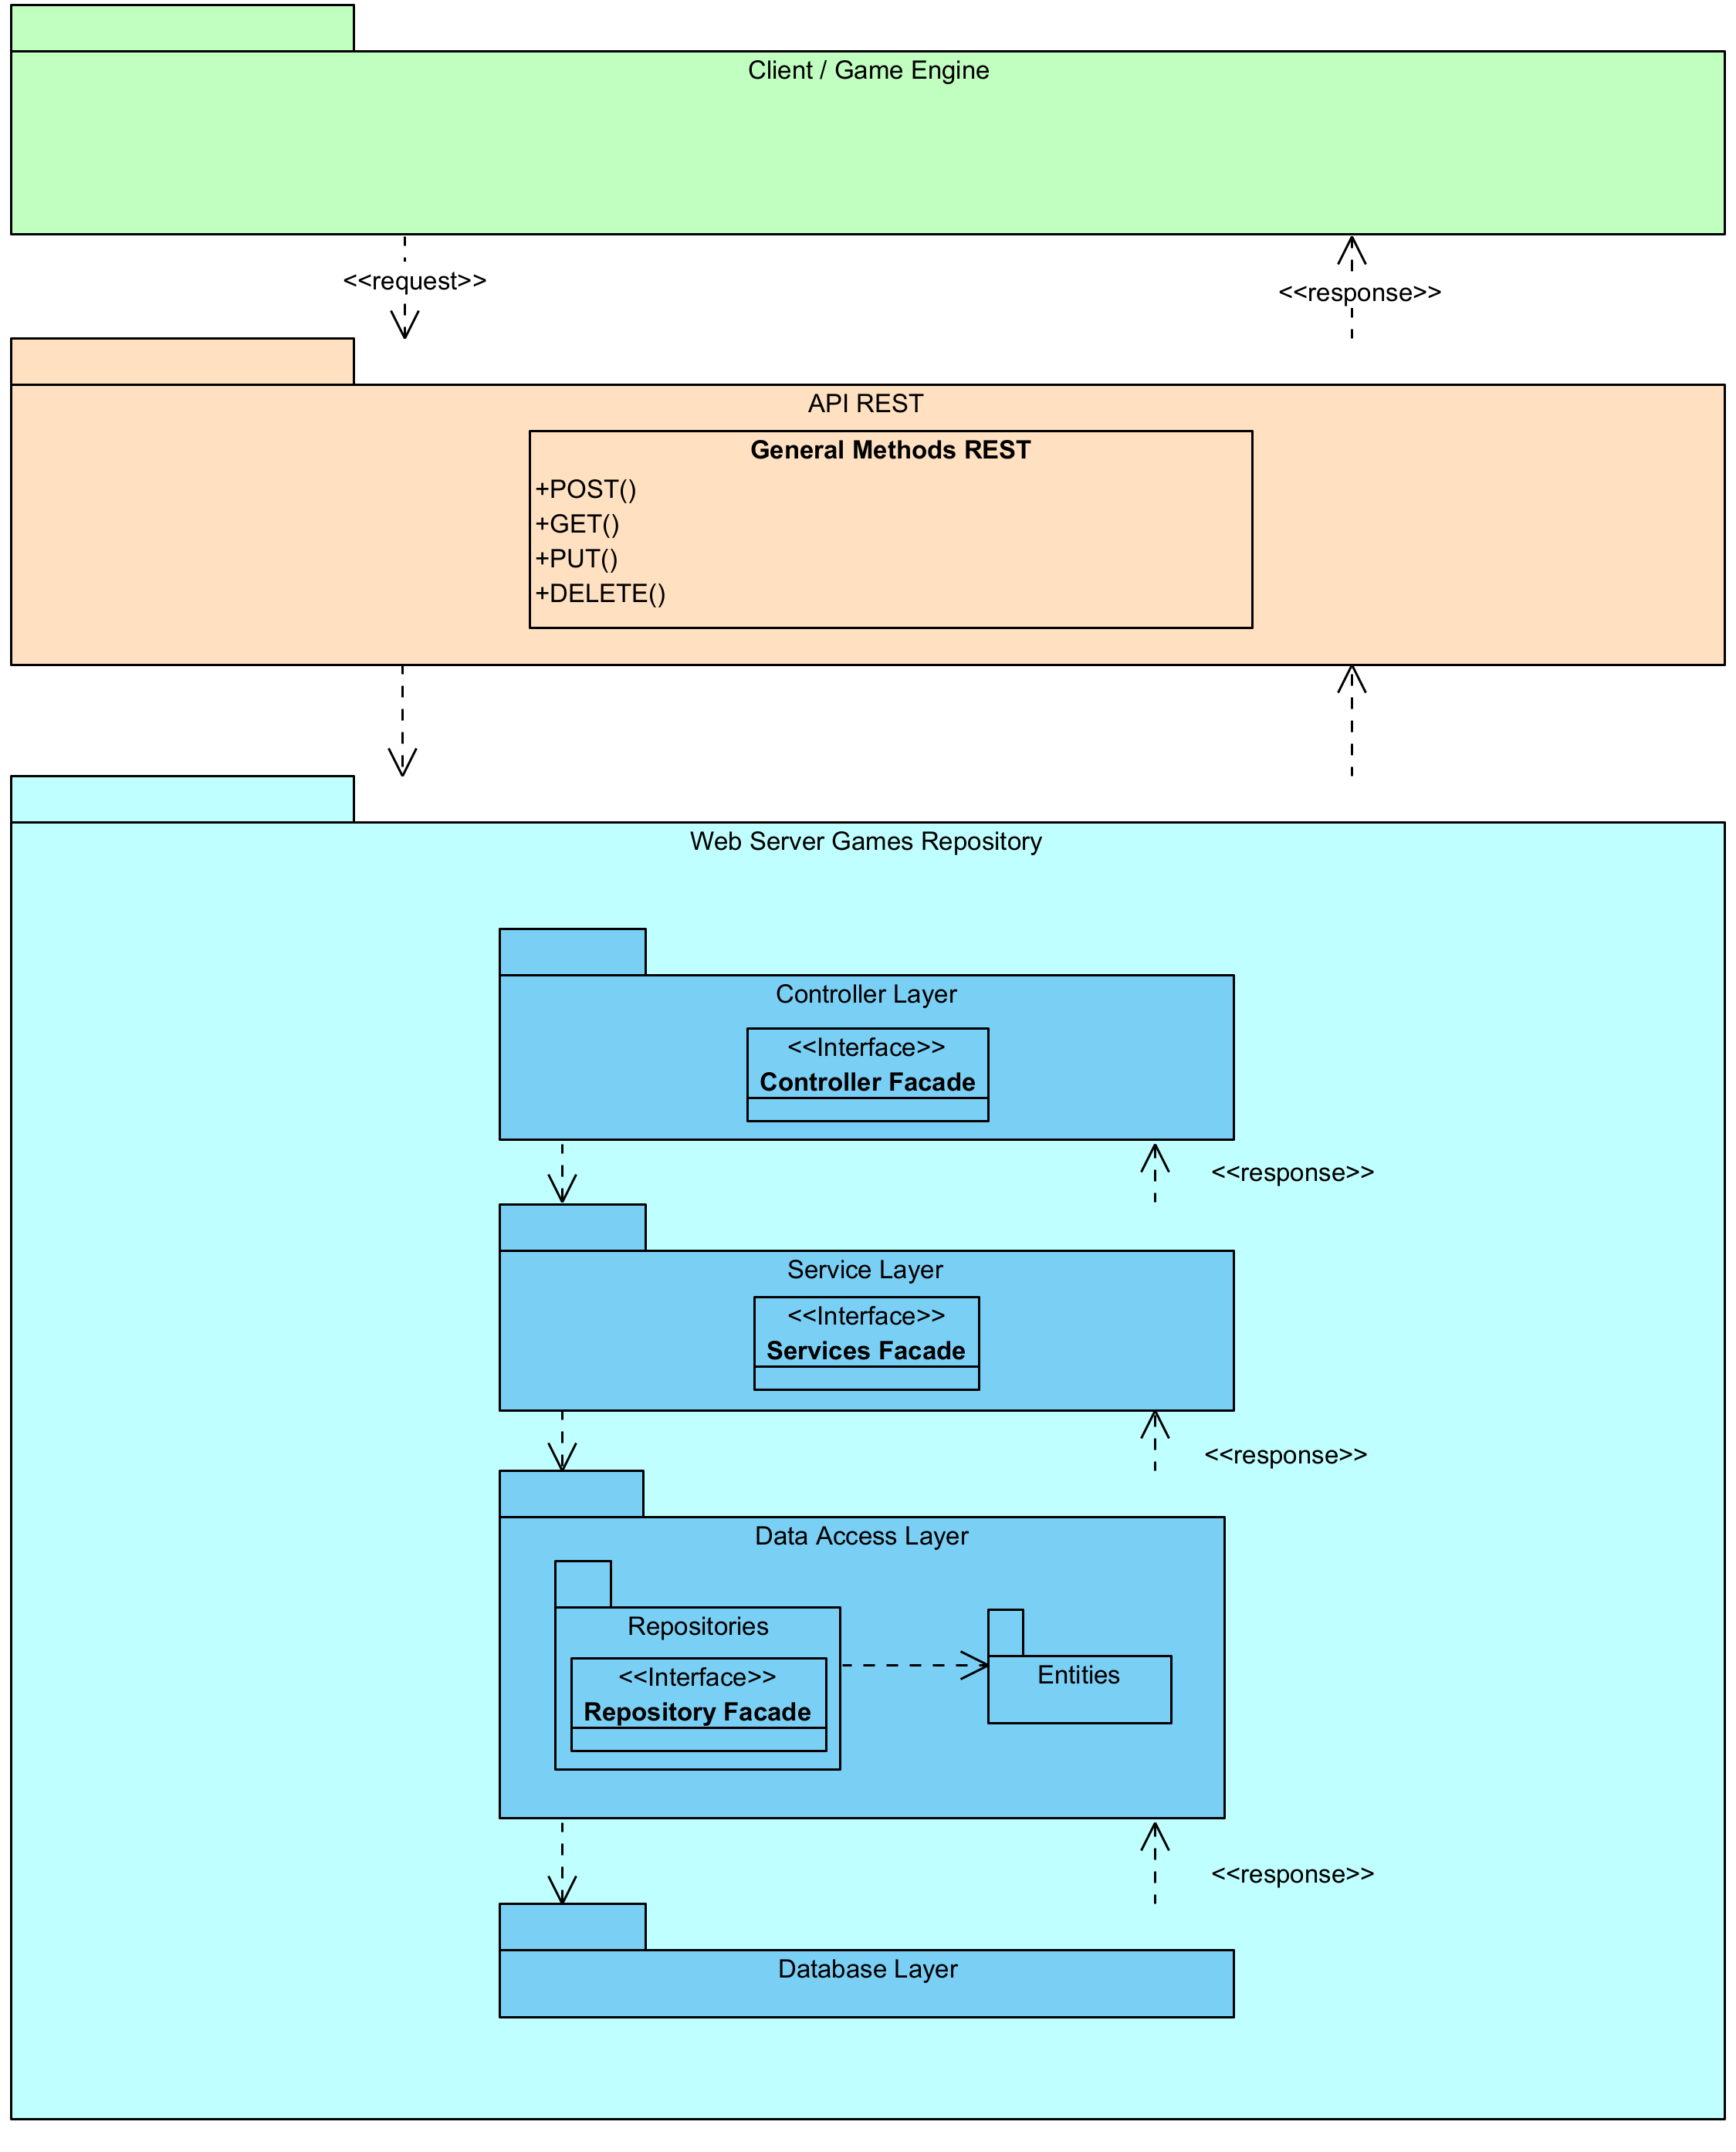 Client / Game Engine
<<request>>
<<response>>
API REST
General Methods REST
+POST()
+GET()
+PUT()
+DELETE()
Web Server Games Repository
Controller Layer
<<Interface>>
Controller Facade
<<response>>
Service Layer
<<Interface>>
Services Facade
<<response>>
Data Access Layer
Repositories
<<Interface>>
Repository Facade
Entities
<<response>>
Database Layer